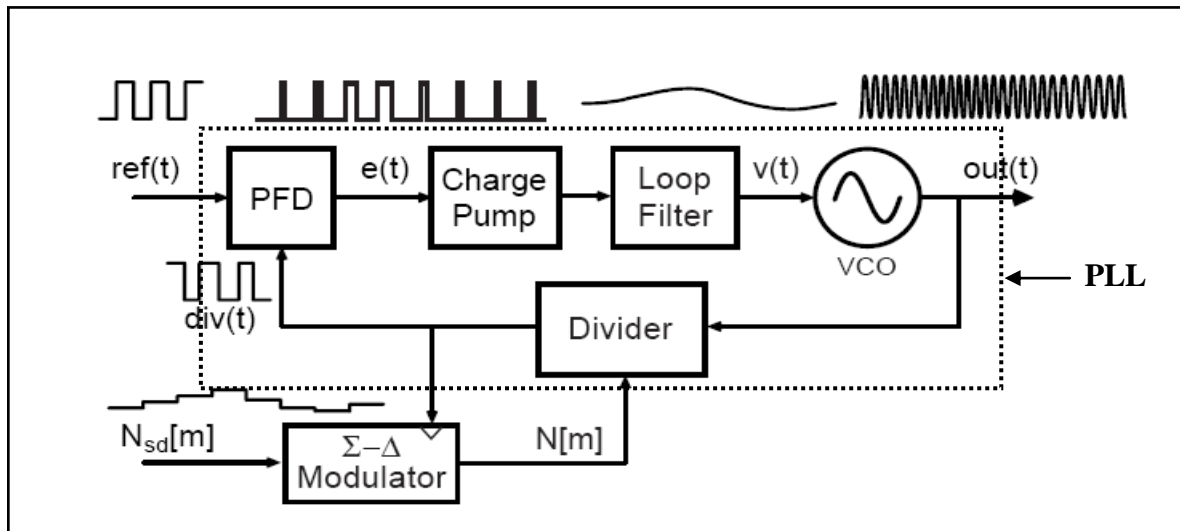 ref(t)
PFD
e(t)
Charge
Pump
Loop
Filter
v(t)
VCO
out(t)
PLL
div(t)
Divider
N_sd[m]
Σ−Δ
Modulator
N[m]